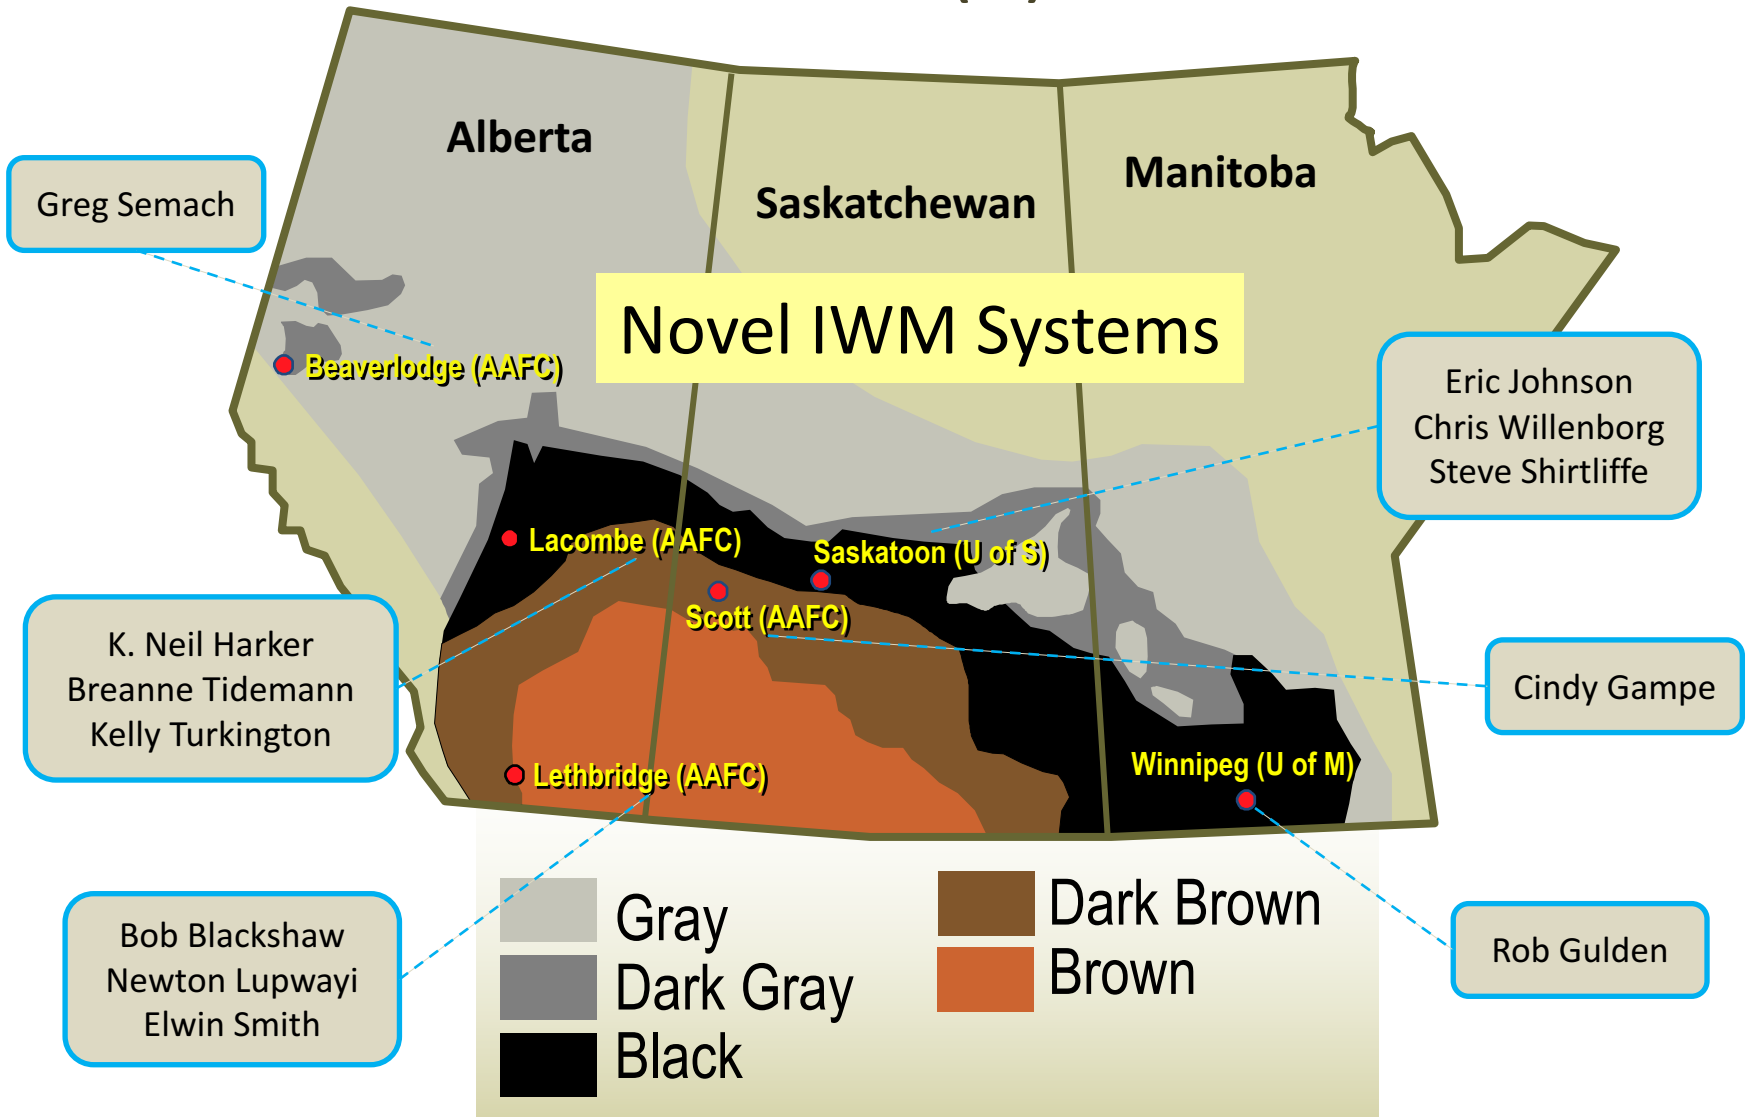 Alberta
Saskatchewan
Manitoba
Greg Semach
Novel IWM Systems
Beaverlodge (AAFC)
Eric Johnson
Chris Willenborg
Steve Shirtliffe
Lacombe (AAFC)
Saskatoon (U of S)
Scott (AAFC)
K. Neil Harker
Breanne Tidemann
Kelly Turkington
Cindy Gampe
Lethbridge (AAFC)
Winnipeg (U of M)
Bob Blackshaw
Newton Lupwayi
Elwin Smith
Rob Gulden
Gray
Dark Gray
Black
Dark Brown
Brown